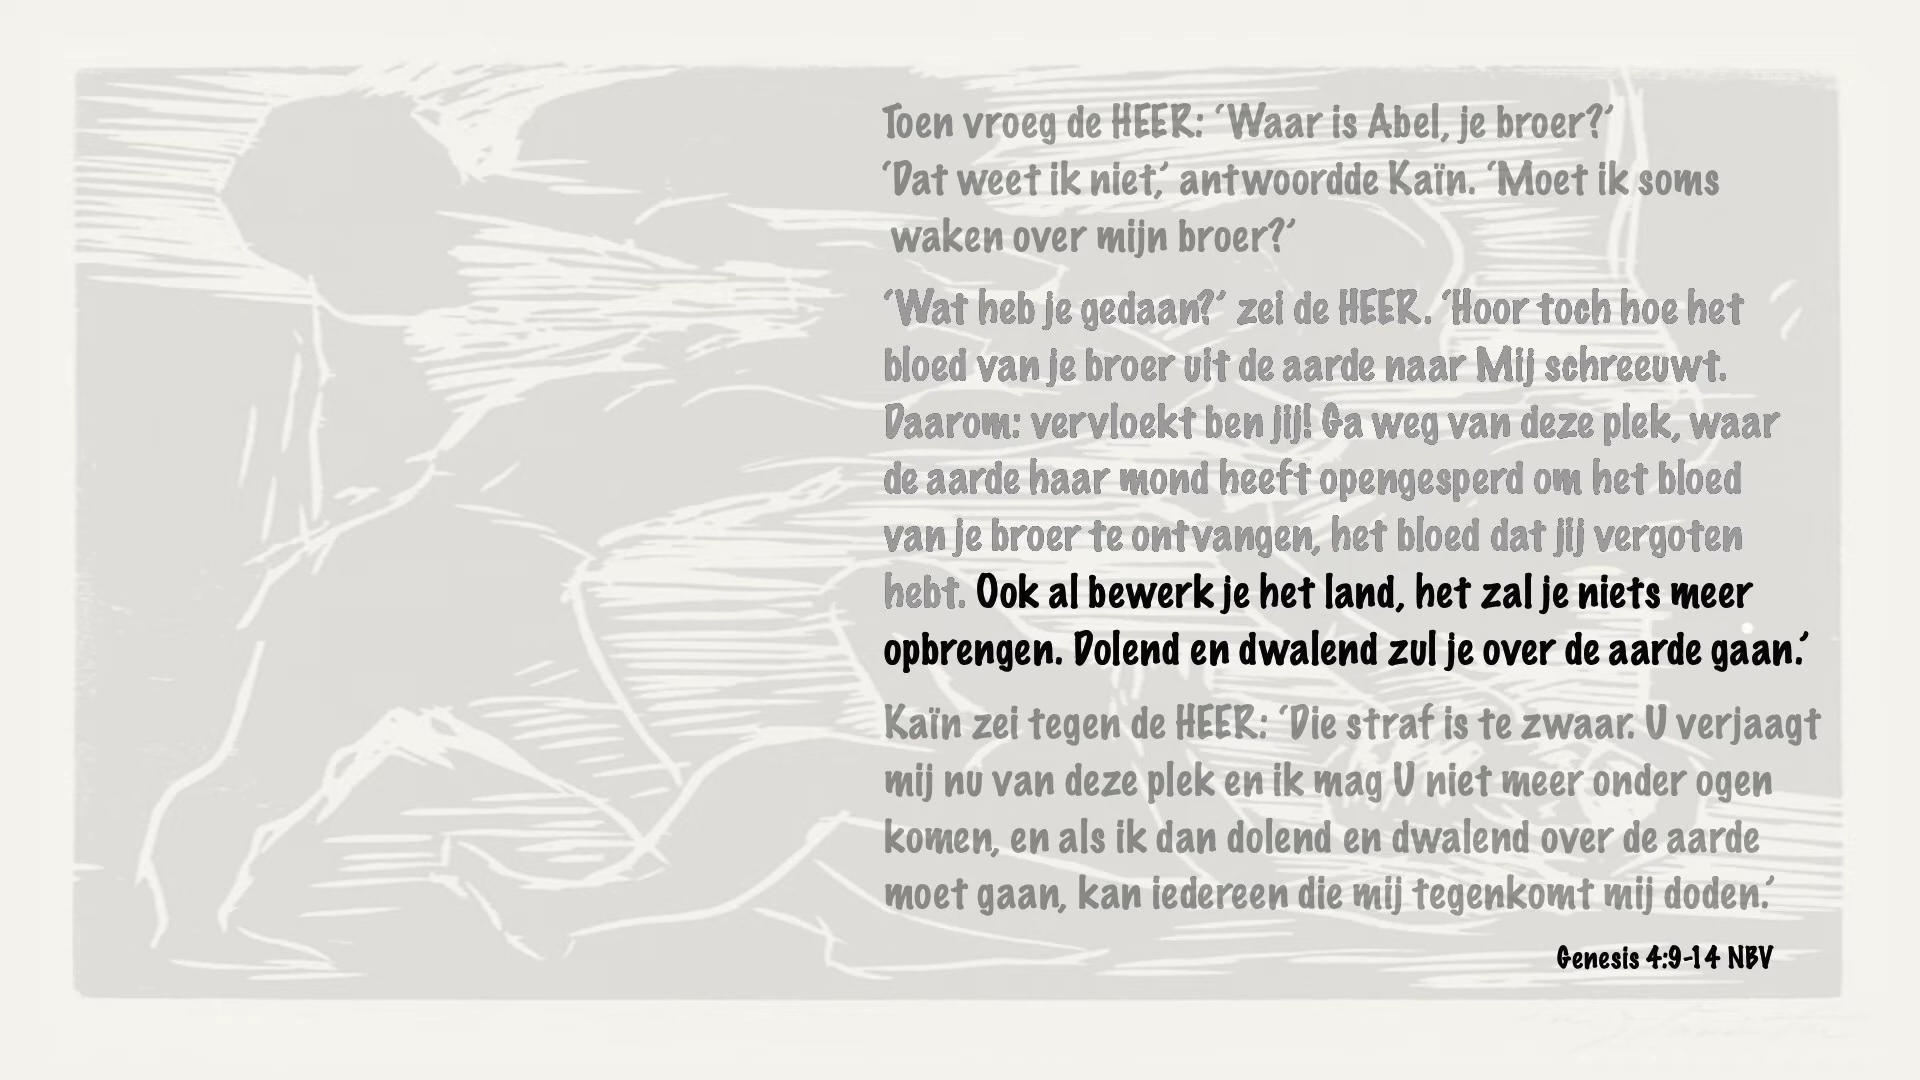 Toen vroeg de HEER: ‘Waar is Abel, je broer?’
‘Dat weet ik niet,’ antwoordde Kaïn. ‘Moet ik soms
waken over mijn broer?’
‘Wat heb je gedaan?’ zei de HEER. ‘Hoor toch hoe het
bloed van je broer uit de aarde naar Mij schreeuwt.
Daarom: vervloekt ben jij! Ga weg van deze plek, waar
de aarde haar mond heeft opengesperd om het bloed
van je broer te ontvangen, het bloed dat jij vergoten
hebt. Ook al bewerk je het land, het zal je niets meer
opbrengen. Dolend en dwalend zul je over de aarde gaan.’
Kaïn zei tegen de HEER: ‘Die straf is te zwaar. U verjaagt
mij nu van deze plek en ik mag U niet meer onder ogen
komen, en als ik dan dolend en dwalend over de aarde
moet gaan, kan iedereen die mij tegenkomt mij doden.’
Genesis 4:9-14 NBV